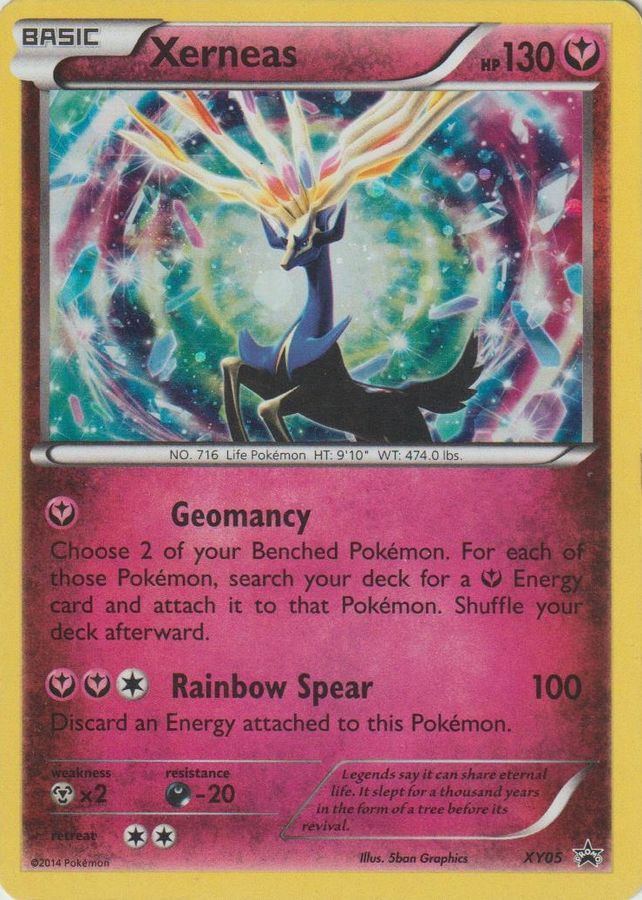 BASIC
Xerneas
HP 130
NO. 716 Life Pokémon HT: 9'10" WT: 474.0 lbs.
Geomancy
Choose 2 of your Benched Pokémon. For each of
those Pokémon, search your deck for a Energy
card and attach it to that Pokémon. Shuffle your
deck afterward.
Rainbow Spear 100
Discard an Energy attached to this Pokémon.
weakness resistance
×2 -20
retreat
Legends say it can share eternal
life. It slept for a thousand years
in the form of a tree before its
revival.
©2014 Pokémon
Illus. 5ban Graphics
XY05
PROMO